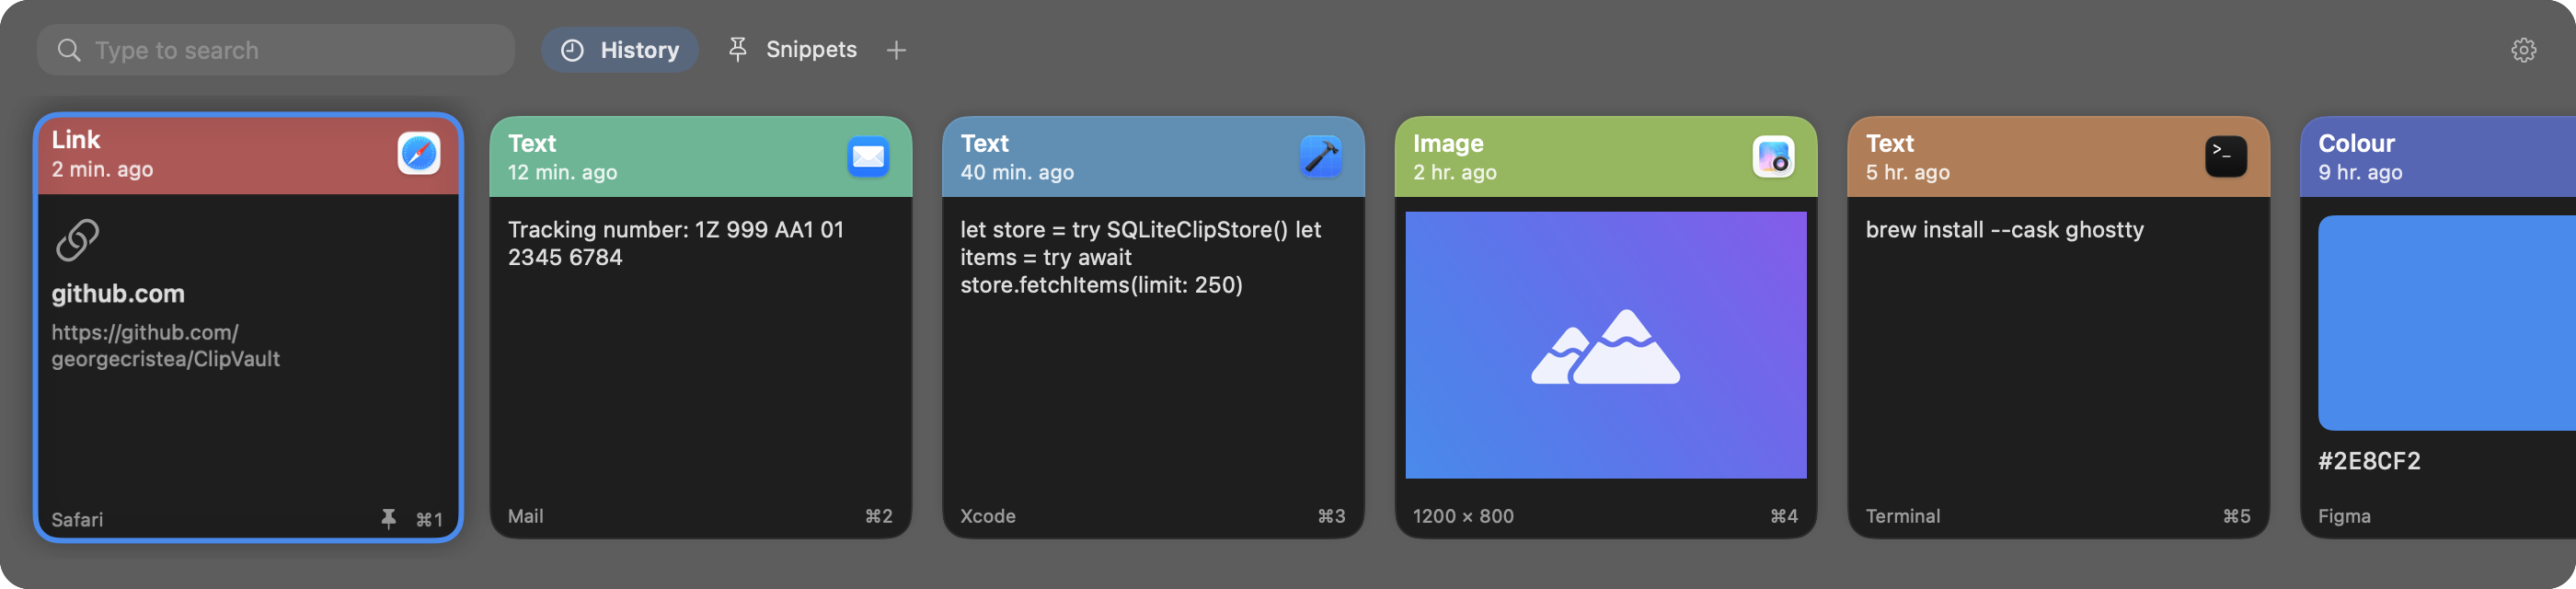 Type to search
History
Snippets
Link
2 min. ago
github.com
https://github.com/
georgecristea/ClipVault
Safari
⌘1
Text
12 min. ago
Tracking number: 1Z 999 AA1 01
2345 6784
Mail
⌘2
Text
40 min. ago
let store = try SQLiteClipStore() let
items = try await
store.fetchItems(limit: 250)
Xcode
⌘3
Image
2 hr. ago
1200 × 800
⌘4
Text
5 hr. ago
>_
brew install --cask ghostty
Terminal
⌘5
Colour
9 hr. ago
#2E8CF2
Figma